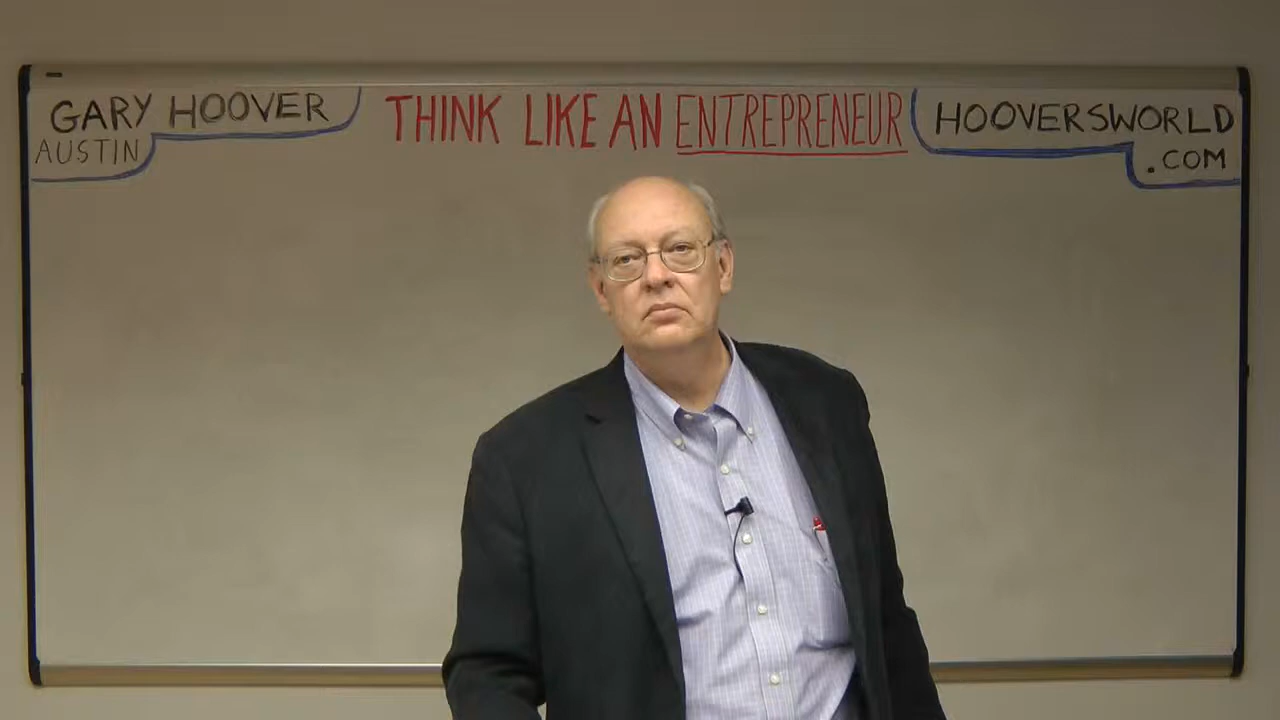 GARY HOOVER
AUSTIN
THINK LIKE AN ENTREPRENEUR
HOOVERSWORLD
.COM